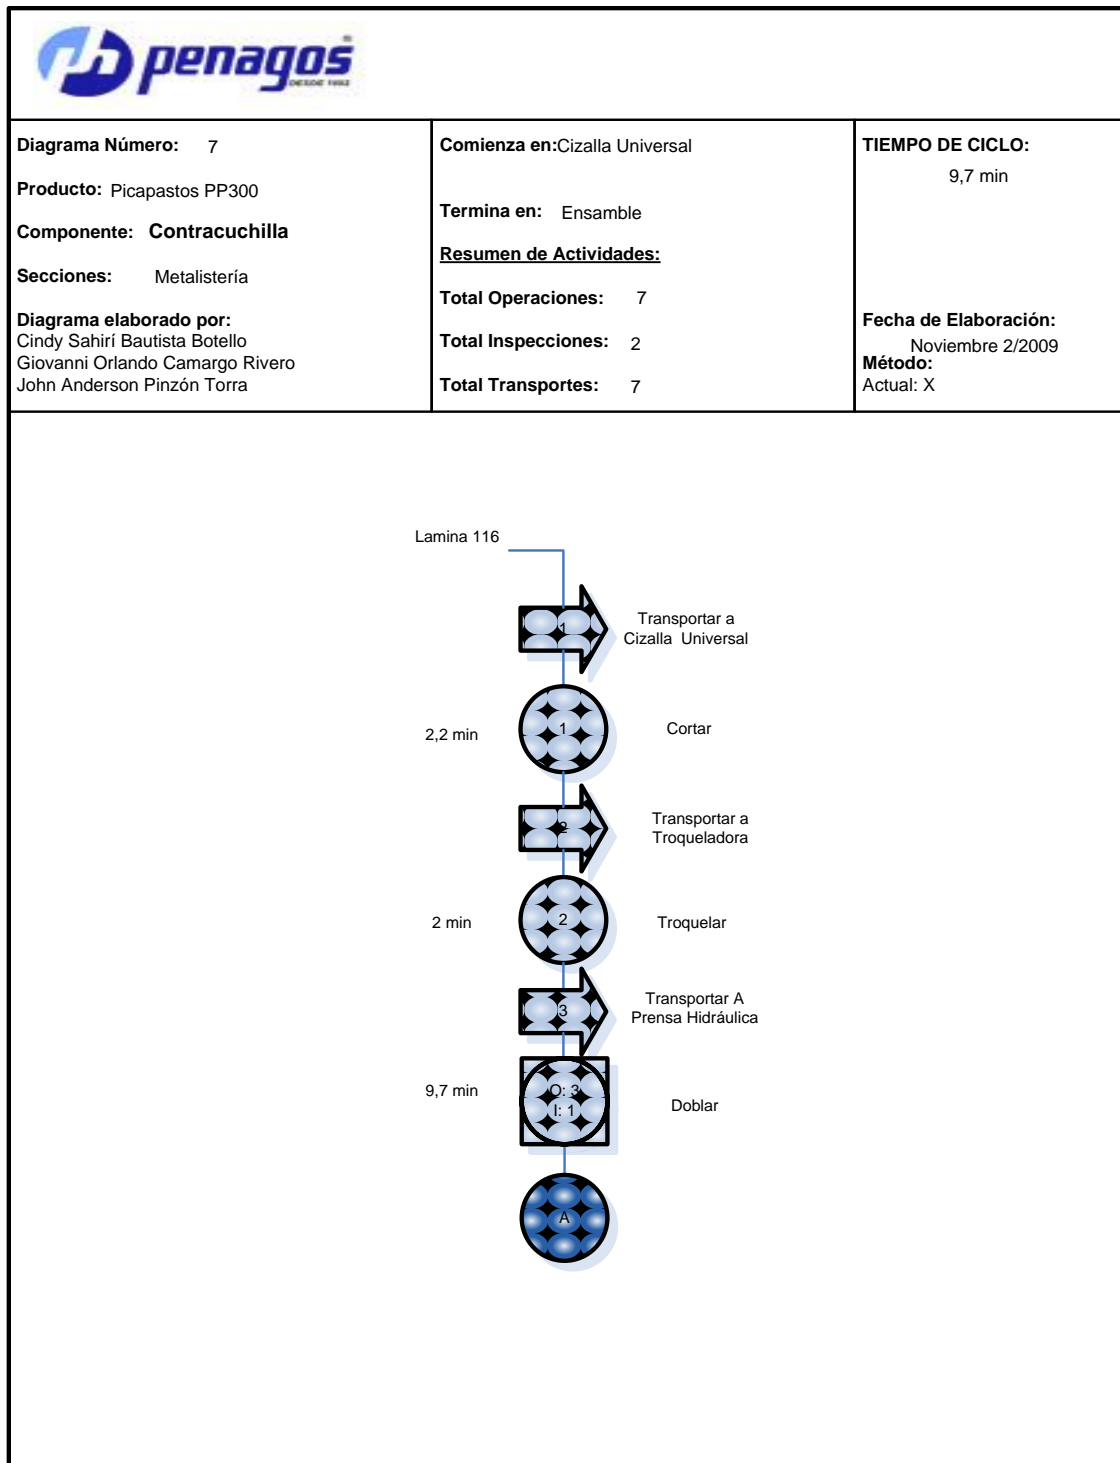 penagos
DESDE 1892
Diagrama Número: 7
Producto: Picapastos PP300
Componente: Contracuchilla
Secciones: Metalistería
Diagrama elaborado por:
Cindy Sahirí Bautista Botello
Giovanni Orlando Camargo Rivero
John Anderson Pinzón Torra
Comienza en:Cizalla Universal
Termina en: Ensamble
Resumen de Actividades:
Total Operaciones: 7
Total Inspecciones: 2
Total Transportes: 7
TIEMPO DE CICLO:
9,7 min
Fecha de Elaboración:
Noviembre 2/2009
Método:
Actual: X
Lamina 116
1
Transportar a
Cizalla Universal
2,2 min
1
Cortar
2
Transportar a
Troqueladora
2 min
2
Troquelar
3
Transportar A
Prensa Hidráulica
9,7 min
O: 3
I: 1
Doblar
A